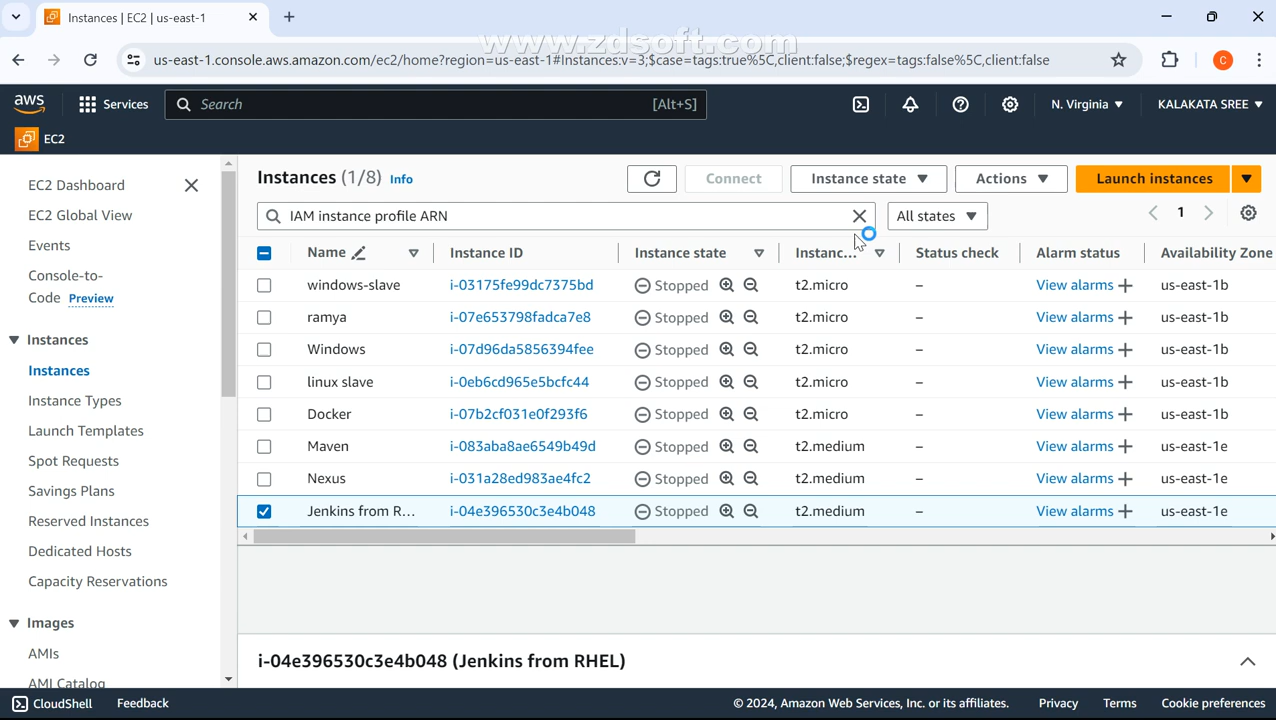 Instances | EC2 | us-east-1
www.zdsoft.com
us-east-1.console.aws.amazon.com/ec2/home?region=us-east-1#Instances:v=3;$case=tags:true%5C,client:false;$regex=tags:false%5C,client:false
C
aws
Services
Search
[Alt+S]
N. Virginia
KALAKATA SREE
EC2
EC2 Dashboard
EC2 Global View
Events
Console-to-
Code Preview
Instances
Instances
Instance Types
Launch Templates
Spot Requests
Savings Plans
Reserved Instances
Dedicated Hosts
Capacity Reservations
Images
AMIs
AMI Catalog
Instances (1/8) Info
Connect
Instance state
Actions
Launch instances
IAM instance profile ARN
All states
1
Name Instance ID Instance state Instanc... Status check Alarm status Availability Zone
windows-slave i-03175fe99dc7375bd Stopped t2.micro – View alarms + us-east-1b
ramya i-07e653798fadca7e8 Stopped t2.micro – View alarms + us-east-1b
Windows i-07d96da5856394fee Stopped t2.micro – View alarms + us-east-1b
linux slave i-0eb6cd965e5bcfc44 Stopped t2.micro – View alarms + us-east-1b
Docker i-07b2cf031e0f293f6 Stopped t2.micro – View alarms + us-east-1b
Maven i-083aba8ae6549b49d Stopped t2.medium – View alarms + us-east-1e
Nexus i-031a28ed983ae4fc2 Stopped t2.medium – View alarms + us-east-1e
Jenkins from R... i-04e396530c3e4b048 Stopped t2.medium – View alarms + us-east-1e
i-04e396530c3e4b048 (Jenkins from RHEL)
CloudShell
Feedback
© 2024, Amazon Web Services, Inc. or its affiliates.
Privacy
Terms
Cookie preferences